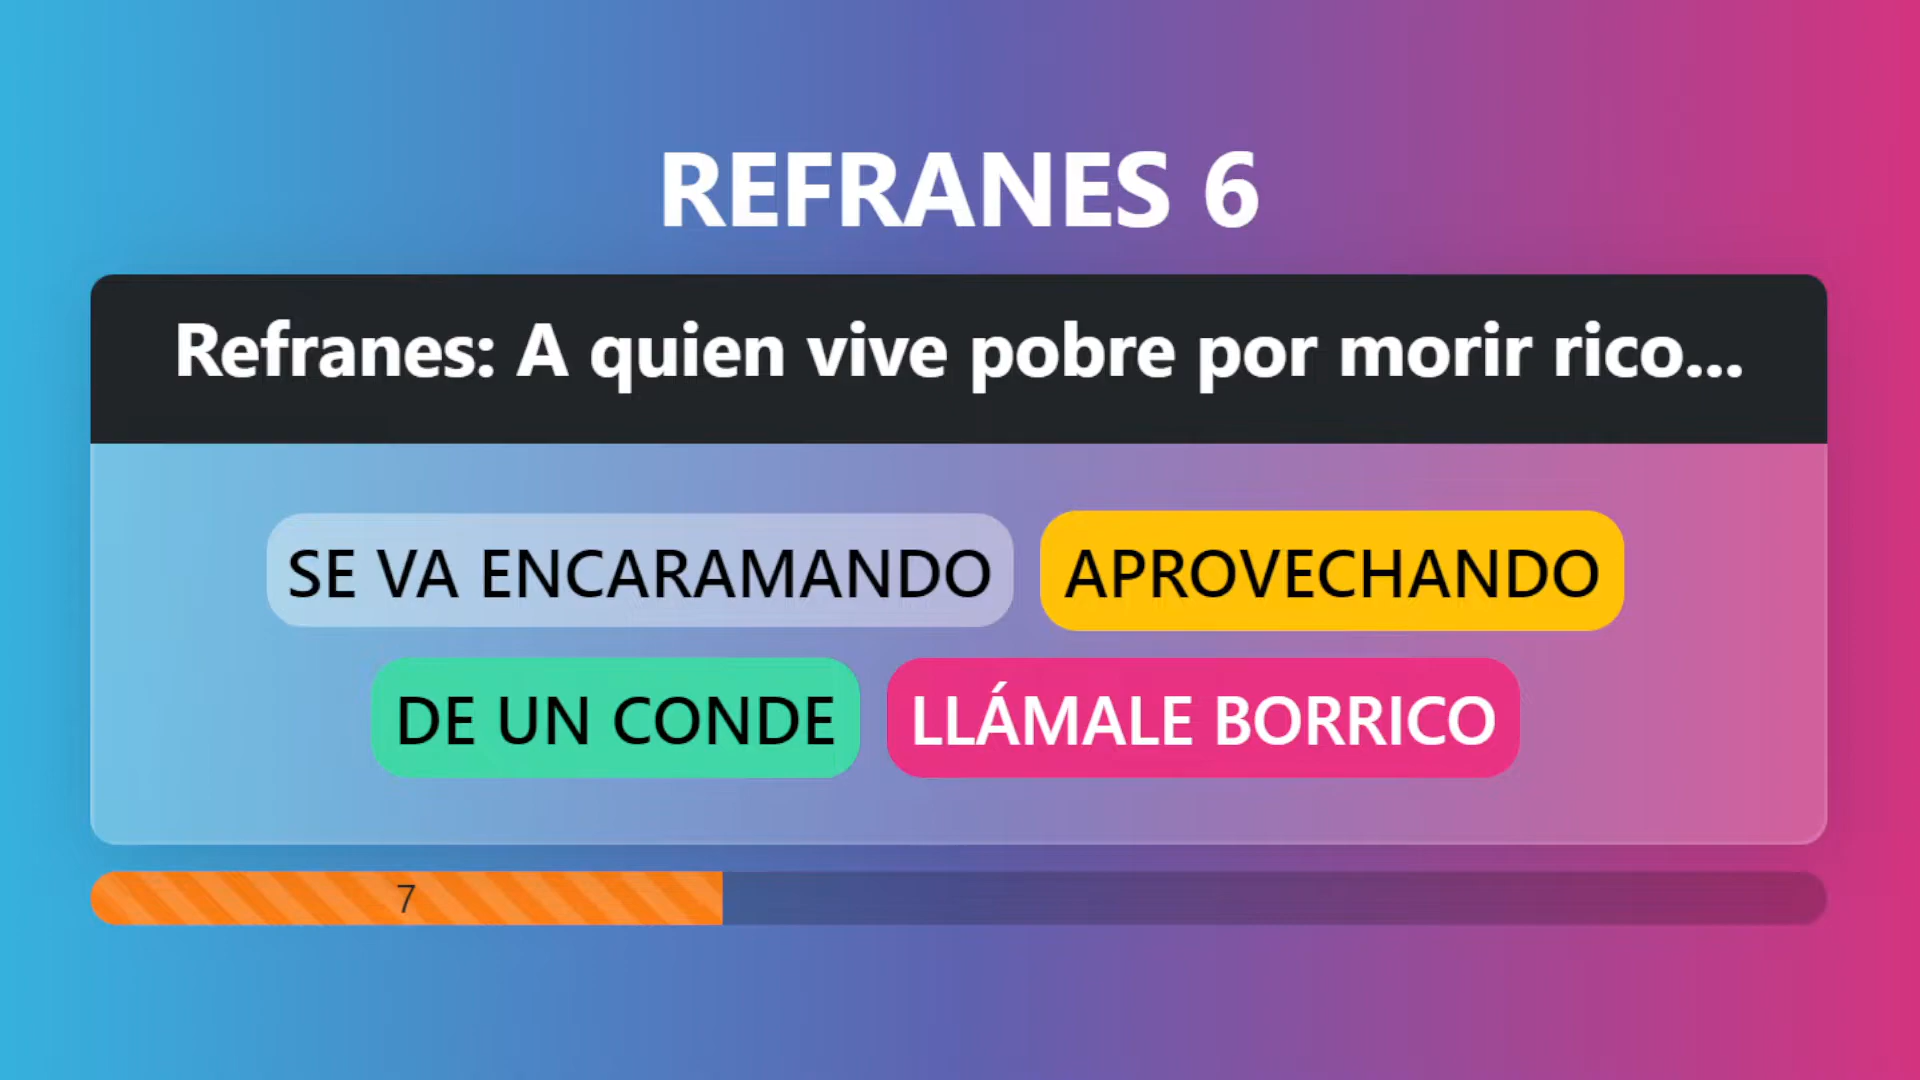 REFRANES 6
Refranes: A quien vive pobre por morir rico...
SE VA ENCARAMANDO
APROVECHANDO
DE UN CONDE
LLÁMALE BORRICO
7